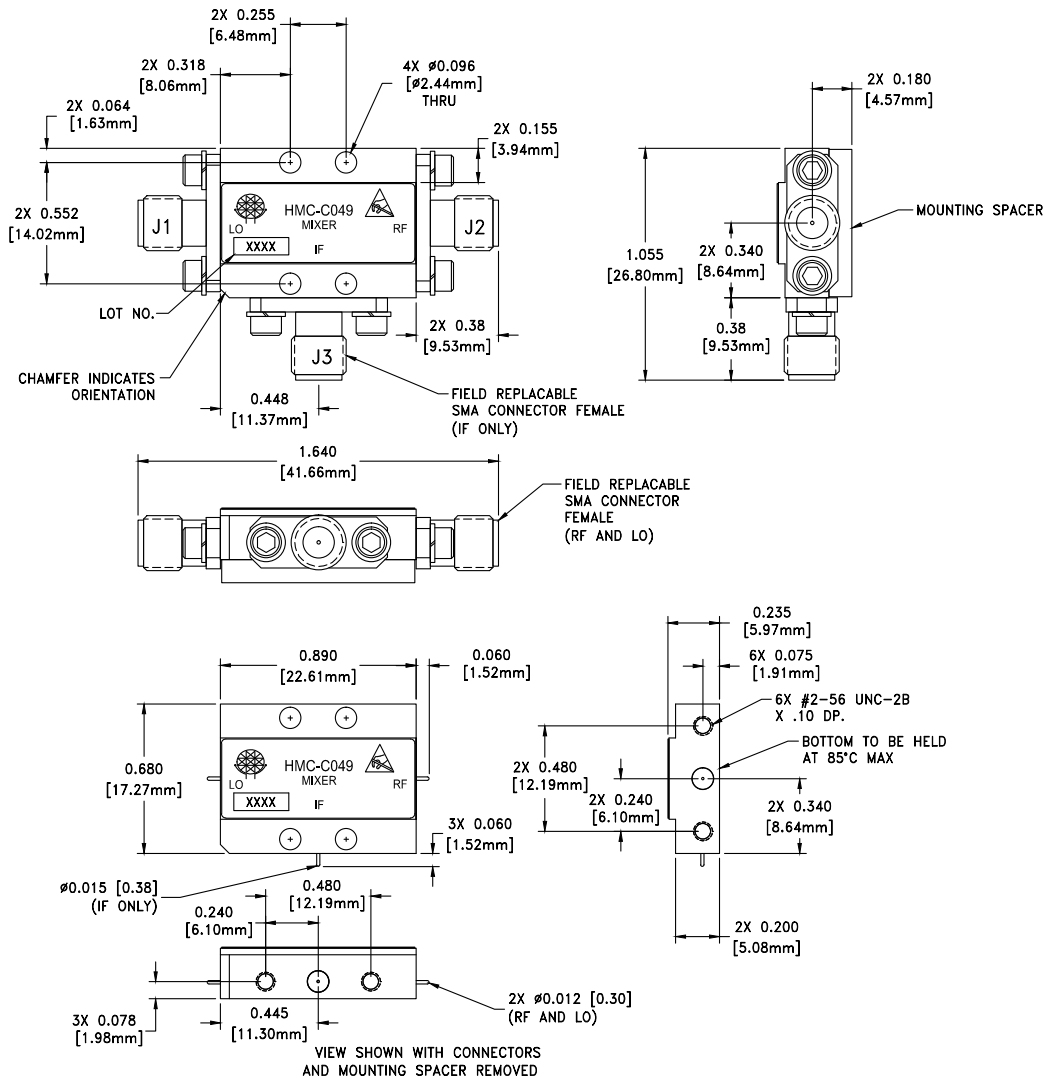 2X 0.255
[6.48mm]
2X 0.318
[8.06mm]
4X ø0.096
[ø2.44mm]
THRU
2X 0.064
[1.63mm]
2X 0.155
[3.94mm]
2X 0.552
[14.02mm]
J1
HMC-C049
MIXER
LO
RF
XXXX
IF
J2
LOT NO.
2X 0.38
[9.53mm]
J3
CHAMFER INDICATES
ORIENTATION
0.448
[11.37mm]
FIELD REPLACABLE
SMA CONNECTOR FEMALE
(IF ONLY)
2X 0.180
[4.57mm]
MOUNTING SPACER
1.055
[26.80mm]
2X 0.340
[8.64mm]
0.38
[9.53mm]
1.640
[41.66mm]
FIELD REPLACABLE
SMA CONNECTOR
FEMALE
(RF AND LO)
0.890
[22.61mm]
0.060
[1.52mm]
0.680
[17.27mm]
HMC-C049
MIXER
LO
RF
XXXX
IF
3X 0.060
[1.52mm]
ø0.015 [0.38]
(IF ONLY)
0.480
[12.19mm]
0.240
[6.10mm]
3X 0.078
[1.98mm]
0.445
[11.30mm]
2X ø0.012 [0.30]
(RF AND LO)
0.235
[5.97mm]
6X 0.075
[1.91mm]
6X #2-56 UNC-2B
X .10 DP.
BOTTOM TO BE HELD
AT 85°C MAX
2X 0.480
[12.19mm]
2X 0.240
[6.10mm]
2X 0.340
[8.64mm]
2X 0.200
[5.08mm]
VIEW SHOWN WITH CONNECTORS
AND MOUNTING SPACER REMOVED